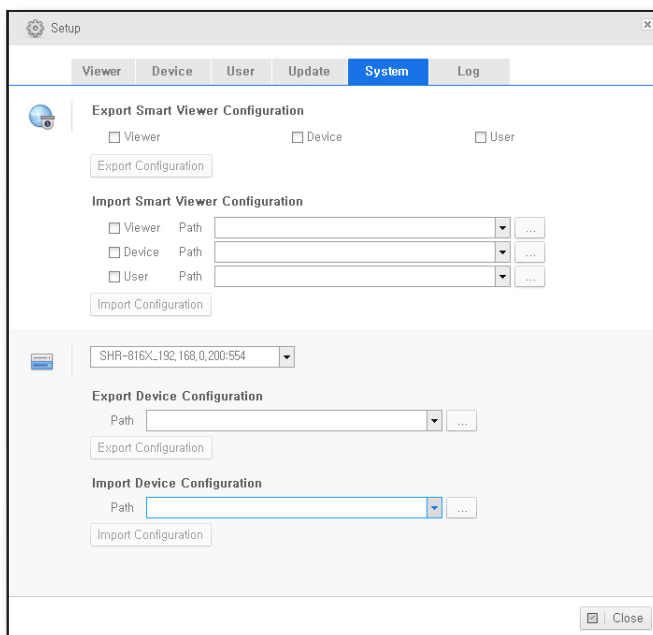 Setup
Viewer Device User Update System Log
Export Smart Viewer Configuration
Viewer Device User
Export Configuration
Import Smart Viewer Configuration
Viewer Path ...
Device Path ...
User Path ...
Import Configuration
SHR-816X_192,168,0,200:554
Export Device Configuration
Path ...
Export Configuration
Import Device Configuration
Path ...
Import Configuration
Close